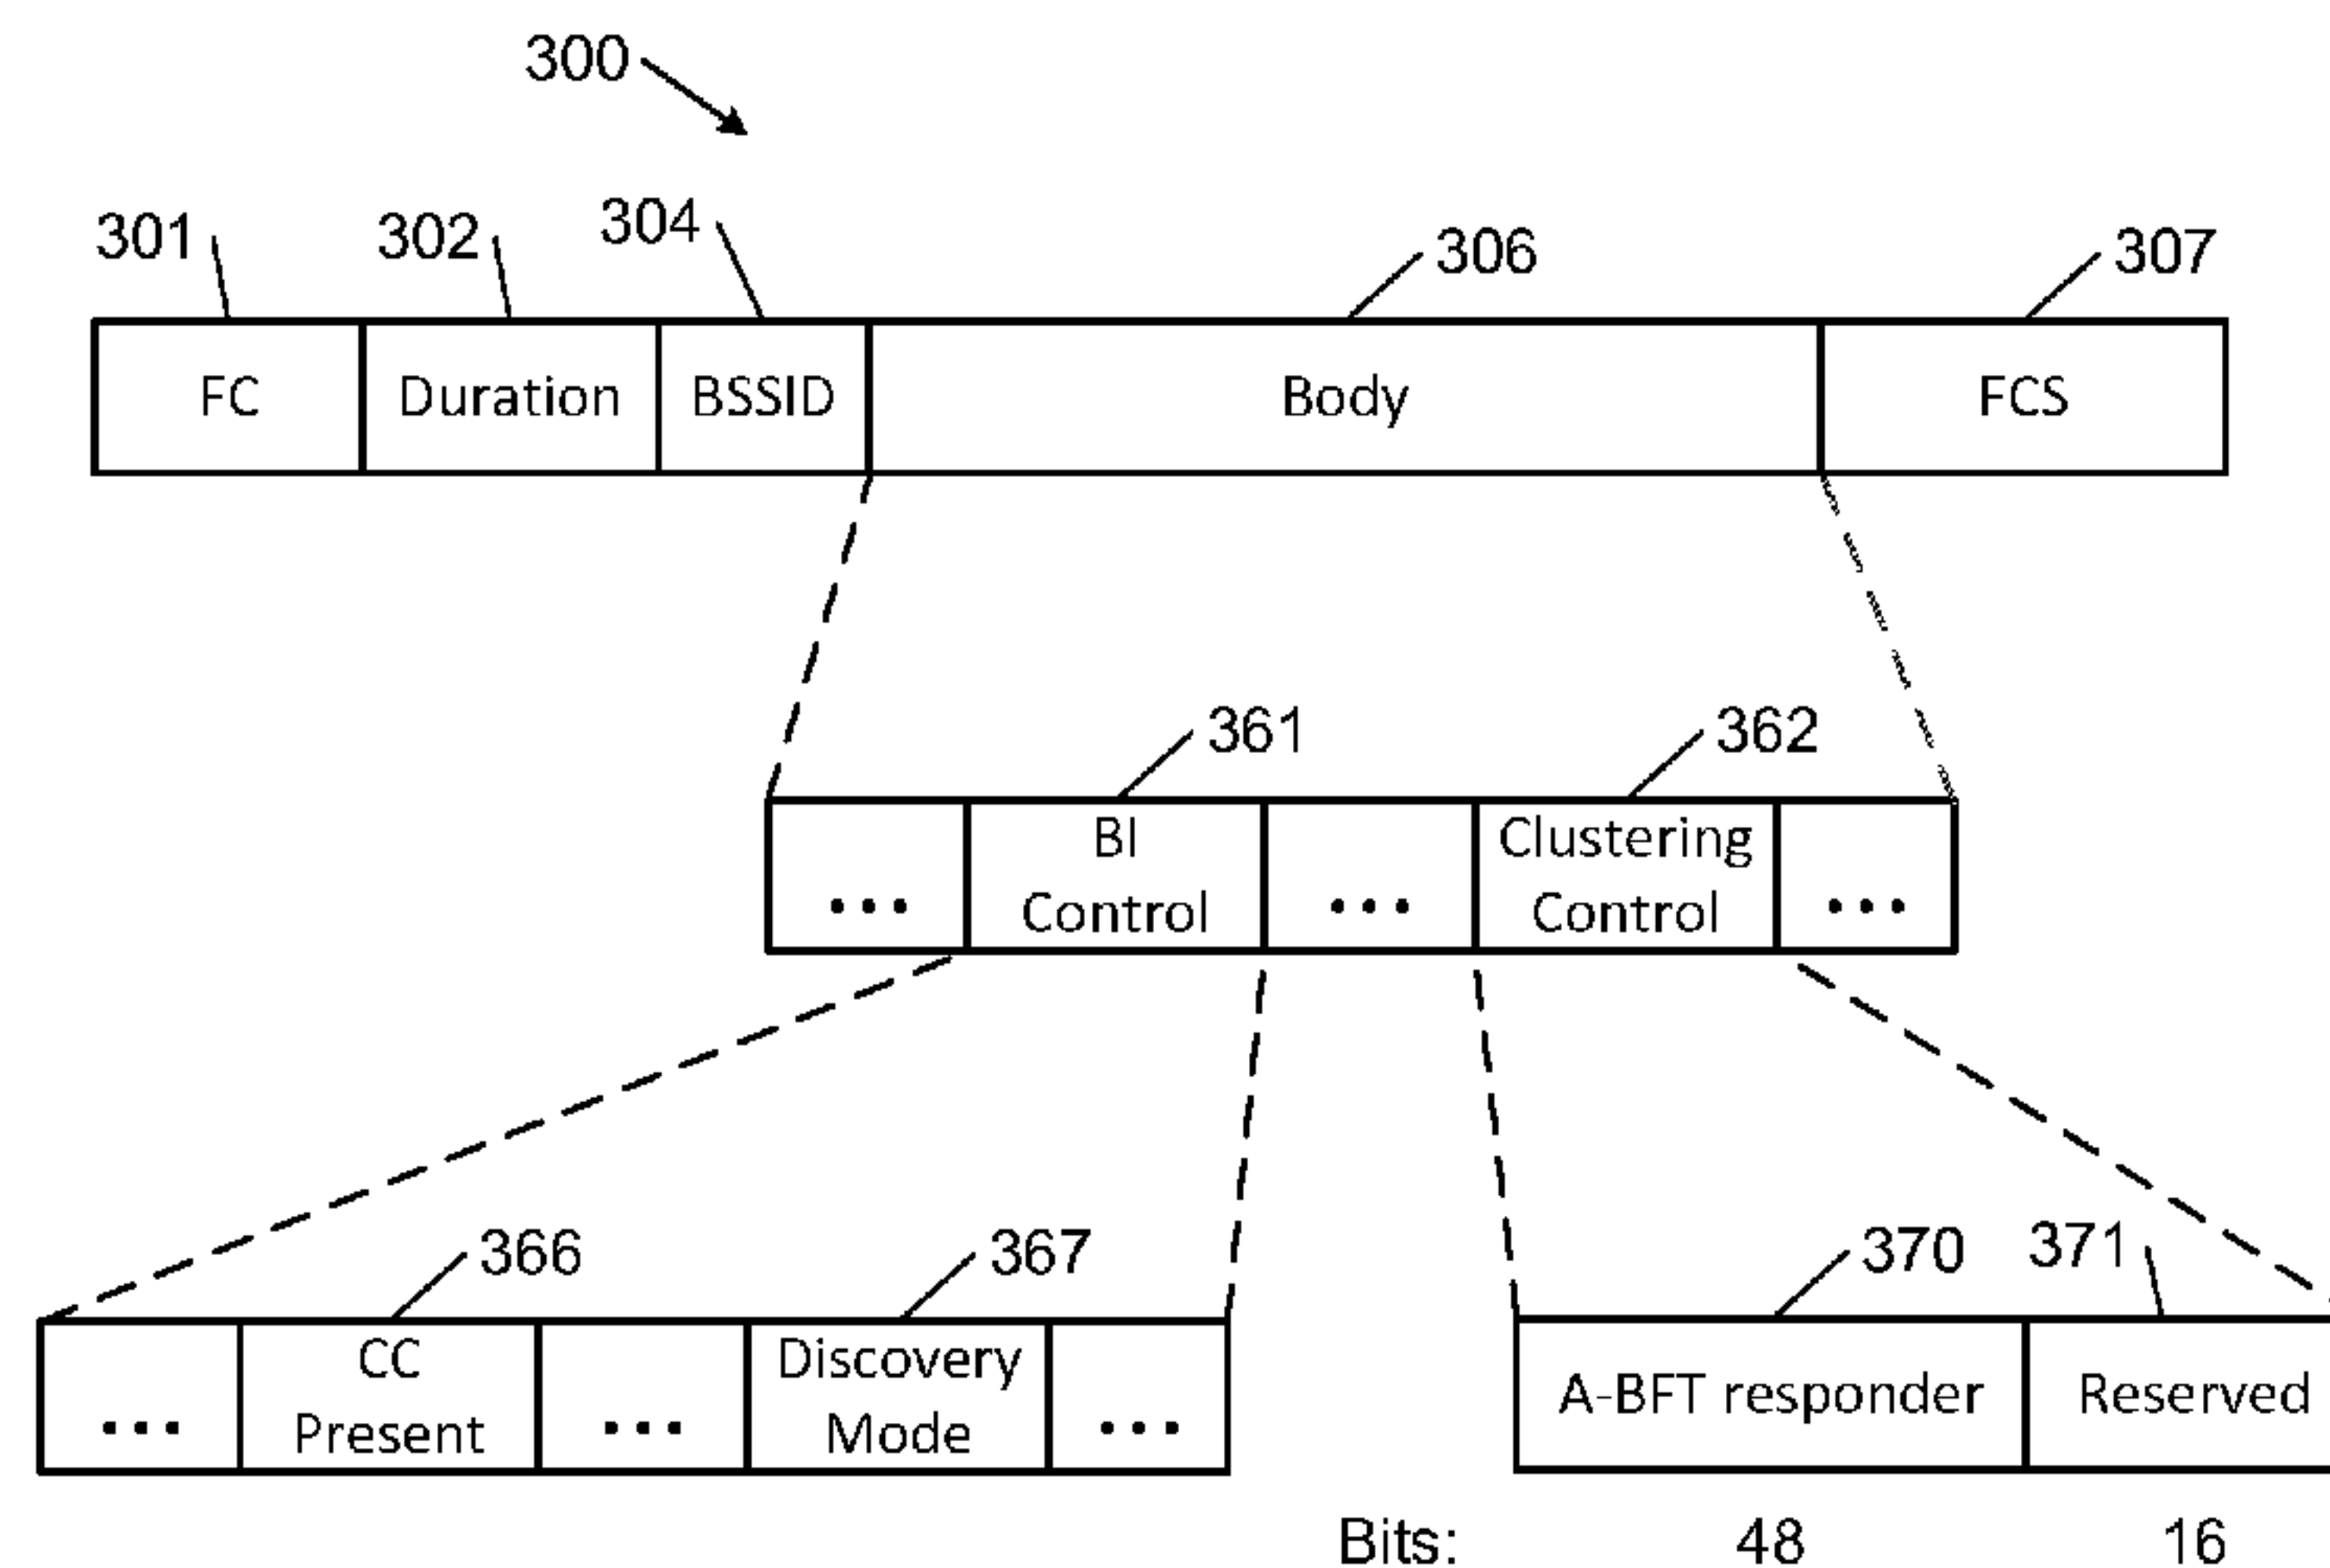 300
301 302 304 306 307
FC Duration BSSID Body FCS
361 362
... BI Control ... Clustering Control ...
366 367 370 371
... CC Present ... Discovery Mode ... A-BFT responder Reserved
Bits: 48 16